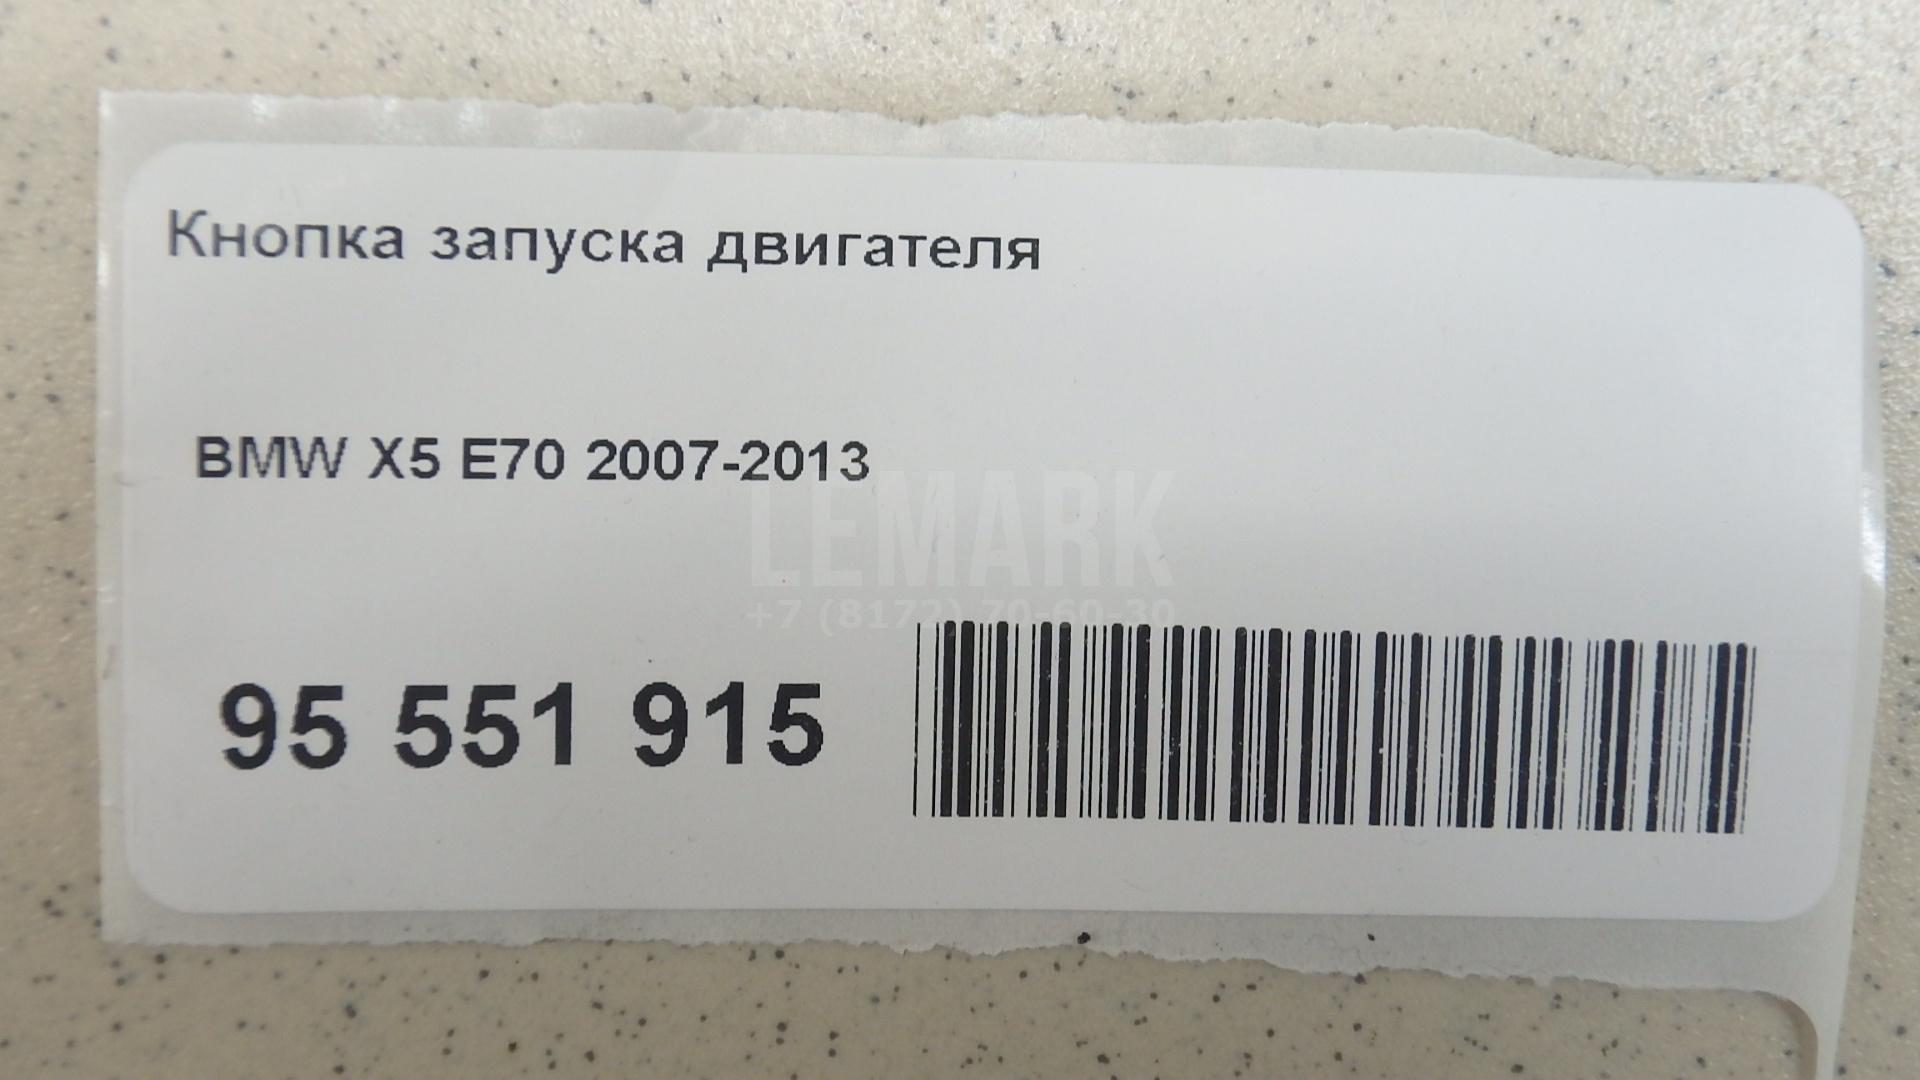 Кнопка запуска двигателя
BMW X5 E70 2007-2013
LEMARK
+7 (8172) 70-60-30
95 551 915